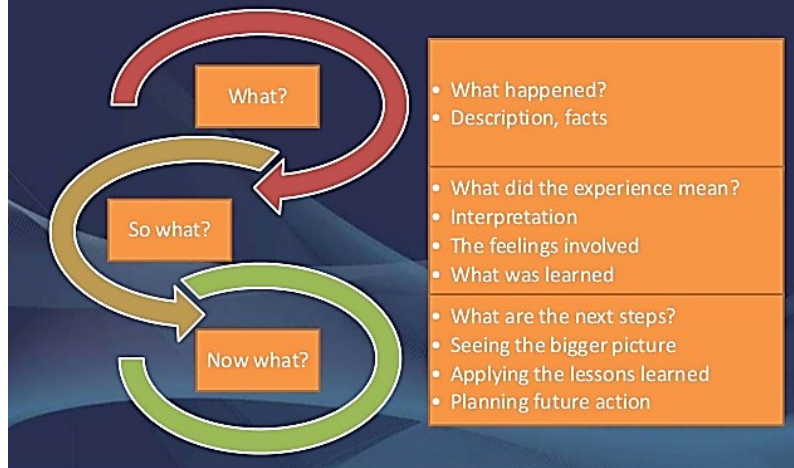 What?
• What happened?
• Description, facts
So what?
• What did the experience mean?
• Interpretation
• The feelings involved
• What was learned
Now what?
• What are the next steps?
• Seeing the bigger picture
• Applying the lessons learned
• Planning future action